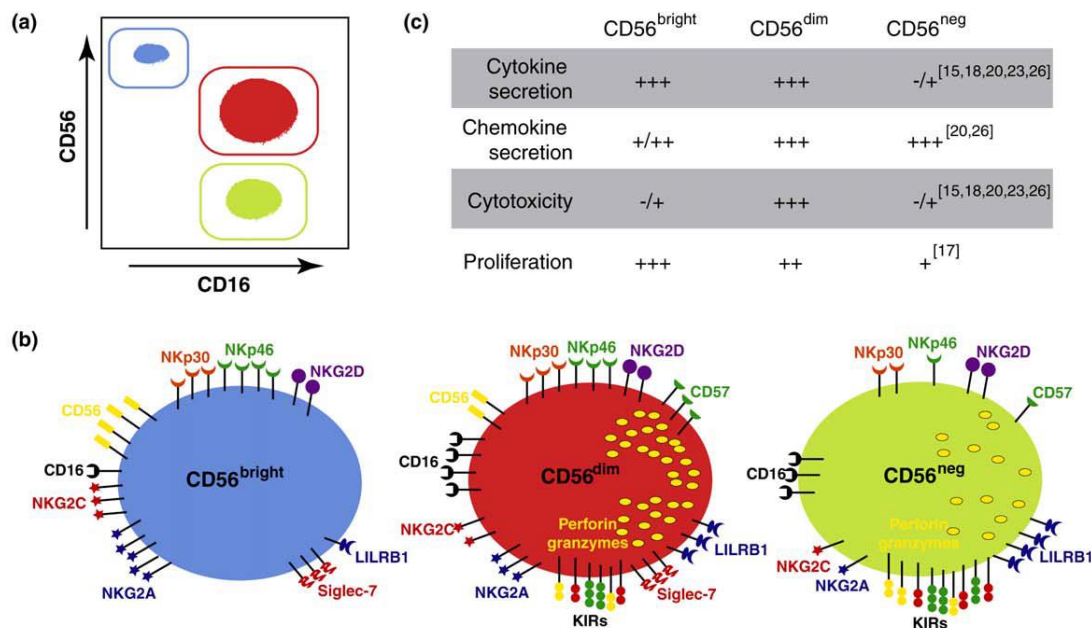 (a)
CD56
CD16
(c)
CD56bright CD56dim CD56neg
Cytokine
secretion +++ +++ -/+[15,18,20,23,26]
Chemokine
secretion +/++ +++ +++[20,26]
Cytotoxicity -/+ +++ -/+[15,18,20,23,26]
Proliferation +++ ++ +[17]
(b)
NKp30 NKp46
NKG2D
CD56
CD16
CD56bright
NKG2C
NKG2A
LILRB1
Siglec-7
NKp30 NKp46
NKG2D
CD56
CD57
CD16
CD56dim
NKG2C
Perforin
granzymes
LILRB1
NKG2A
Siglec-7
KIRs
NKp30 NKp46
NKG2D
CD57
CD16
CD56neg
Perforin
granzymes
NKG2C
LILRB1
NKG2A
KIRs